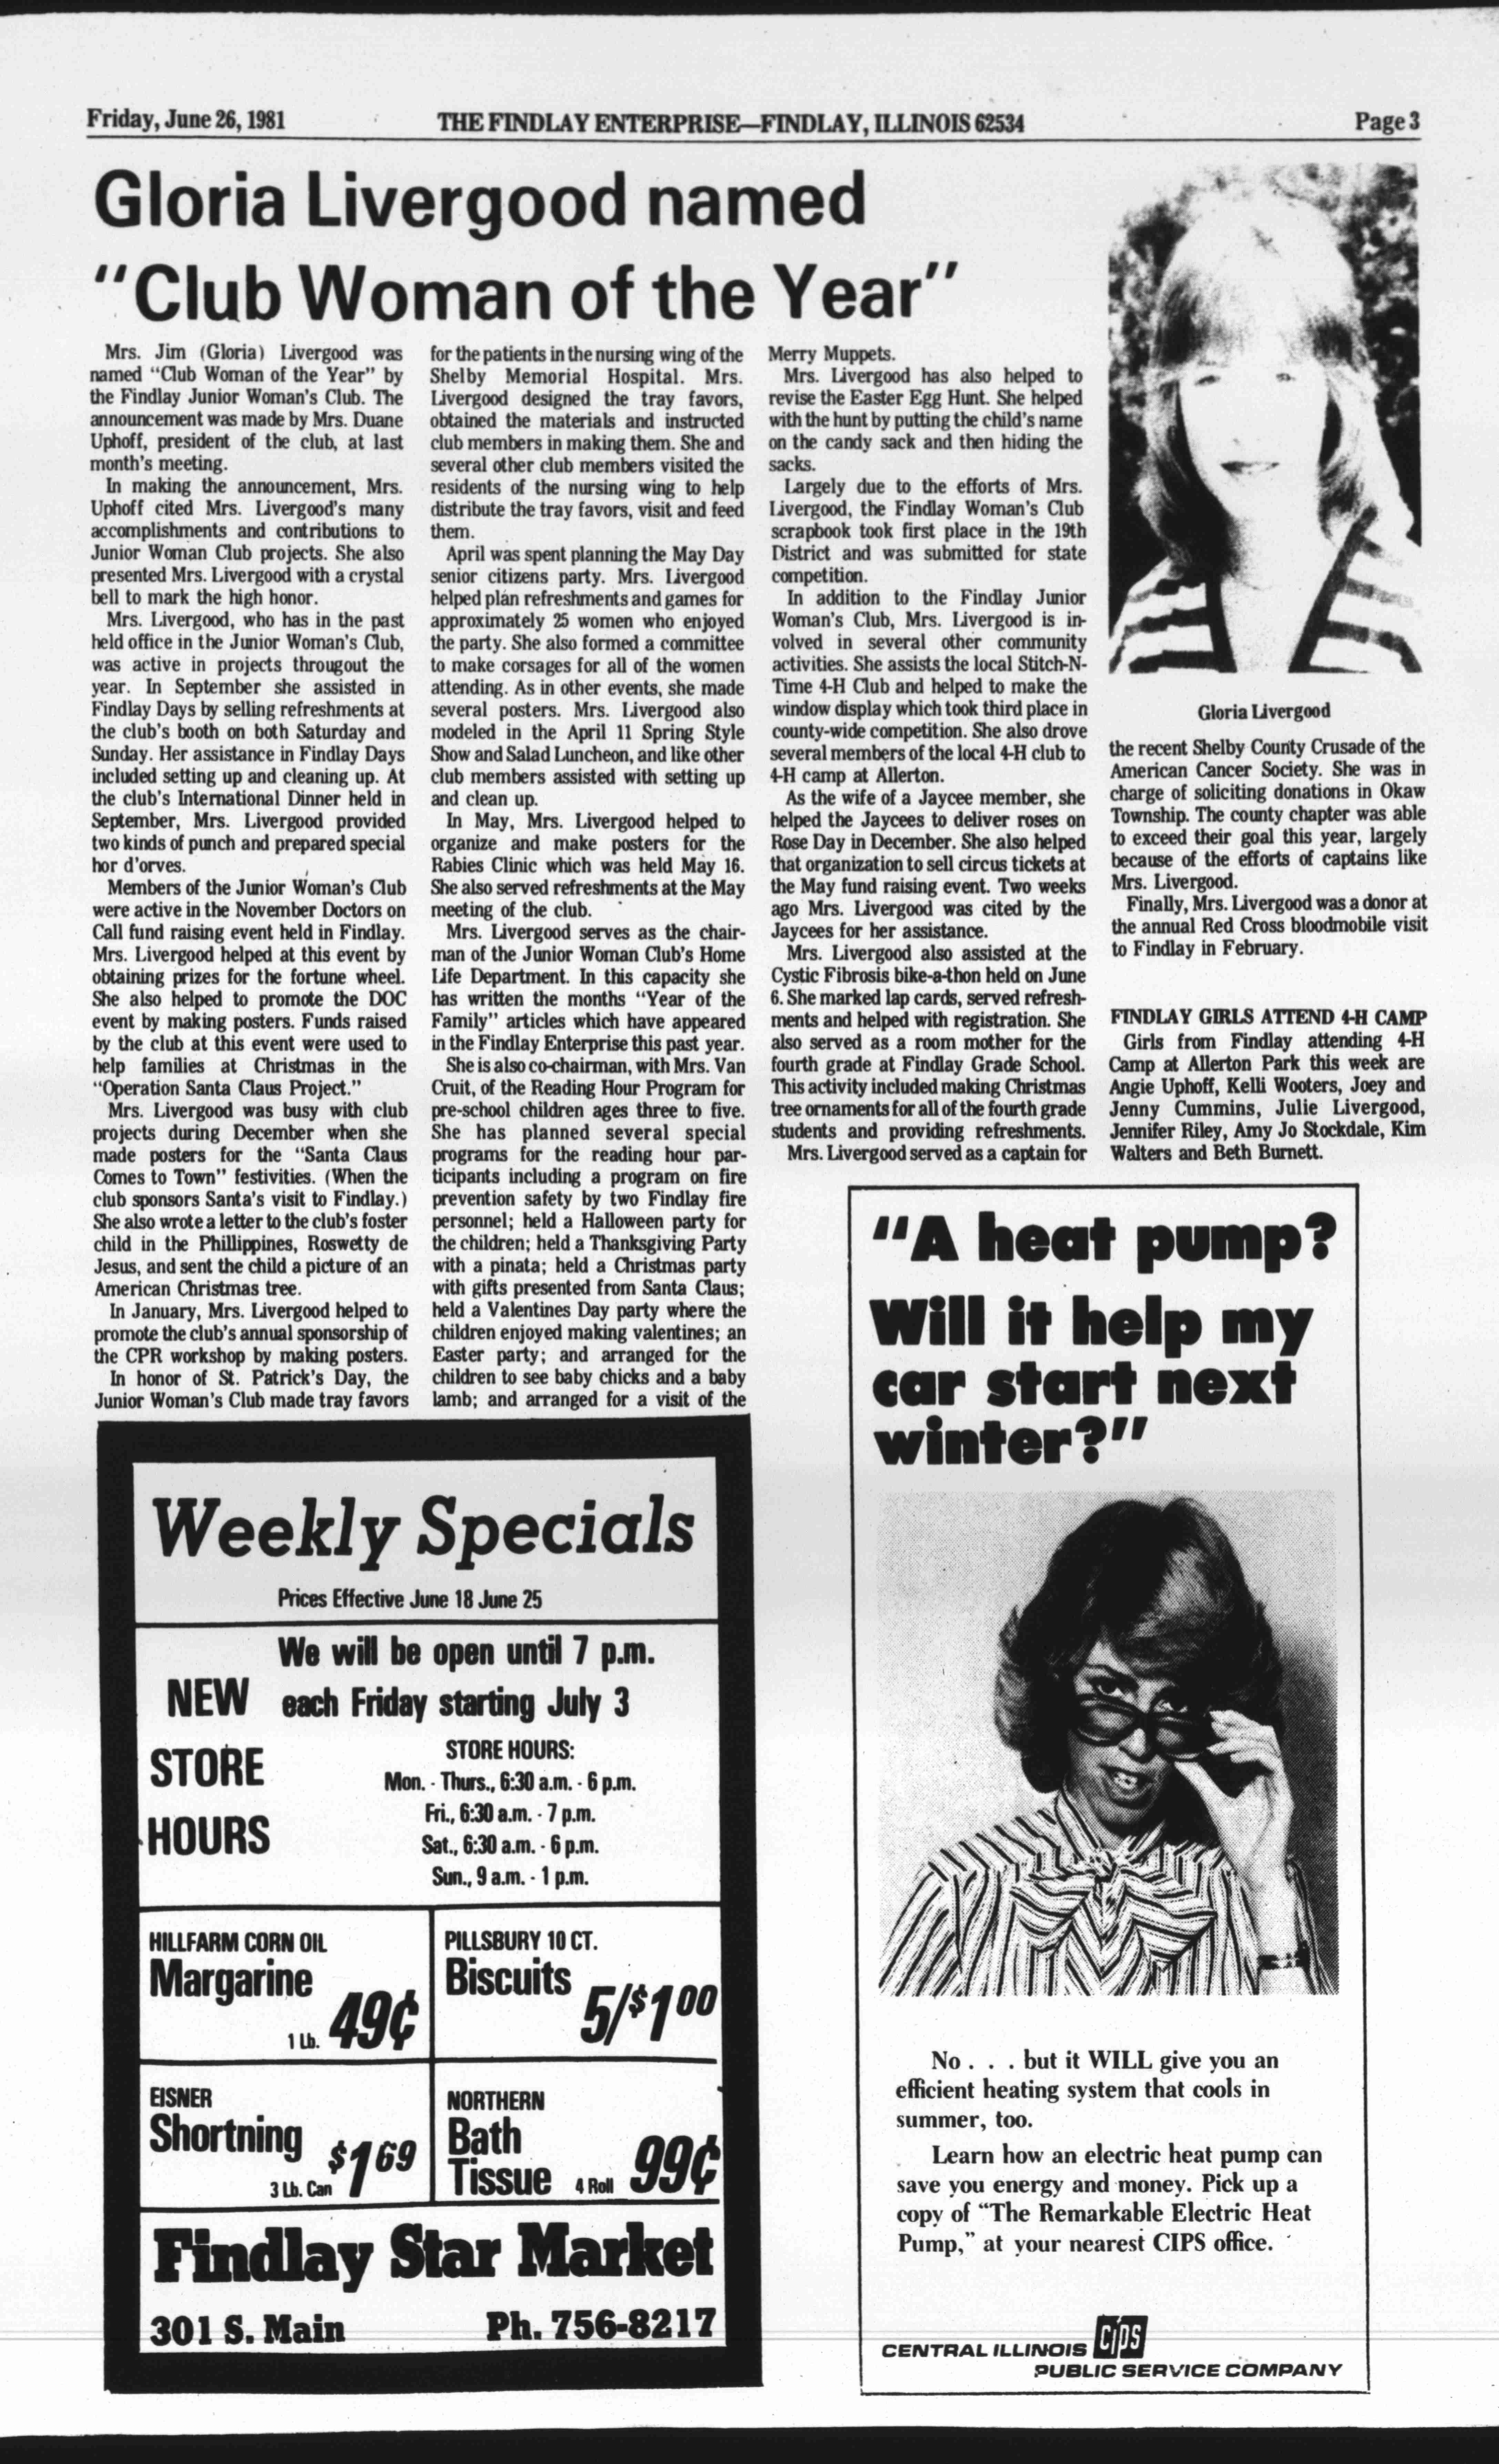 Friday, June 26, 1981
THE FINDLAY ENTERPRISE—FINDLAY, ILLINOIS 62534
Page 3
Gloria Livergood named
"Club Woman of the Year"
Mrs. Jim (Gloria) Livergood was
named "Club Woman of the Year" by
the Findlay Junior Woman's Club. The
announcement was made by Mrs. Duane
Uphoff, president of the club, at last
month's meeting.
In making the announcement, Mrs.
Uphoff cited Mrs. Livergood's many
accomplishments and contributions to
Junior Woman Club projects. She also
presented Mrs. Livergood with a crystal
bell to mark the high honor.
Mrs. Livergood, who has in the past
held office in the Junior Woman's Club,
was active in projects througout the
year. In September she assisted in
Findlay Days by selling refreshments at
the club's booth on both Saturday and
Sunday. Her assistance in Findlay Days
included setting up and cleaning up. At
the club's International Dinner held in
September, Mrs. Livergood provided
two kinds of punch and prepared special
hor d'orves.
Members of the Junior Woman's Club
were active in the November Doctors on
Call fund raising event held in Findlay.
Mrs. Livergood helped at this event by
obtaining prizes for the fortune wheel.
She also helped to promote the DOC
event by making posters. Funds raised
by the club at this event were used to
help families at Christmas in the
"Operation Santa Claus Project."
Mrs. Livergood was busy with club
projects during December when she
made posters for the "Santa Claus
Comes to Town" festivities. (When the
club sponsors Santa's visit to Findlay.)
She also wrote a letter to the club's foster
child in the Phillippines, Roswetty de
Jesus, and sent the child a picture of an
American Christmas tree.
In January, Mrs. Livergood helped to
promote the club's annual sponsorship of
the CPR workshop by making posters.
In honor of St. Patrick's Day, the
Junior Woman's Club made tray favors
for the patients in the nursing wing of the
Shelby Memorial Hospital. Mrs.
Livergood designed the tray favors,
obtained the materials and instructed
club members in making them. She and
several other club members visited the
residents of the nursing wing to help
distribute the tray favors, visit and feed
them.
April was spent planning the May Day
senior citizens party. Mrs. Livergood
helped plan refreshments and games for
approximately 25 women who enjoyed
the party. She also formed a committee
to make corsages for all of the women
attending. As in other events, she made
several posters. Mrs. Livergood also
modeled in the April 11 Spring Style
Show and Salad Luncheon, and like other
club members assisted with setting up
and clean up.
In May, Mrs. Livergood helped to
organize and make posters for the
Rabies Clinic which was held May 16.
She also served refreshments at the May
meeting of the club.
Mrs. Livergood serves as the chair-
man of the Junior Woman Club's Home
Life Department. In this capacity she
has written the months "Year of the
Family" articles which have appeared
in the Findlay Enterprise this past year.
She is also co-chairman, with Mrs. Van
Cruit, of the Reading Hour Program for
pre-school children ages three to five.
She has planned several special
programs for the reading hour par-
ticipants including a program on fire
prevention safety by two Findlay fire
personnel; held a Halloween party for
the children; held a Thanksgiving Party
with a pinata; held a Christmas party
with gifts presented from Santa Claus;
held a Valentines Day party where the
children enjoyed making valentines; an
Easter party; and arranged for the
children to see baby chicks and a baby
lamb; and arranged for a visit of the
Merry Muppets.
Mrs. Livergood has also helped to
revise the Easter Egg Hunt. She helped
with the hunt by putting the child's name
on the candy sack and then hiding the
sacks.
Largely due to the efforts of Mrs.
Livergood, the Findlay Woman's Club
scrapbook took first place in the 19th
District and was submitted for state
competition.
In addition to the Findlay Junior
Woman's Club, Mrs. Livergood is in-
volved in several other community
activities. She assists the local Stitch-N-
Time 4-H Club and helped to make the
window display which took third place in
county-wide competition. She also drove
several members of the local 4-H club to
4-H camp at Allerton.
As the wife of a Jaycee member, she
helped the Jaycees to deliver roses on
Rose Day in December. She also helped
that organization to sell circus tickets at
the May fund raising event. Two weeks
ago Mrs. Livergood was cited by the
Jaycees for her assistance.
Mrs. Livergood also assisted at the
Cystic Fibrosis bike-a-thon held on June
6. She marked lap cards, served refresh-
ments and helped with registration. She
also served as a room mother for the
fourth grade at Findlay Grade School.
This activity included making Christmas
tree ornaments for all of the fourth grade
students and providing refreshments.
Mrs. Livergood served as a captain for
Gloria Livergood
the recent Shelby County Crusade of the
American Cancer Society. She was in
charge of soliciting donations in Okaw
Township. The county chapter was able
to exceed their goal this year, largely
because of the efforts of captains like
Mrs. Livergood.
Finally, Mrs. Livergood was a donor at
the annual Red Cross bloodmobile visit
to Findlay in February.
FINDLAY GIRLS ATTEND 4-H CAMP
Girls from Findlay attending 4-H
Camp at Allerton Park this week are
Angie Uphoff, Kelli Wooters, Joey and
Jenny Cummins, Julie Livergood,
Jennifer Riley, Amy Jo Stockdale, Kim
Walters and Beth Burnett.
Weekly Specials
Prices Effective June 18 June 25
NEW
STORE
HOURS
We will be open until 7 p.m.
each Friday starting July 3
STORE HOURS:
Mon. - Thurs., 6:30 a.m. - 6 p.m.
Fri., 6:30 a.m. - 7 p.m.
Sat., 6:30 a.m. - 6 p.m.
Sun., 9 a.m. - 1 p.m.
HILLFARM CORN OIL
Margarine
1 Lb. 49¢
PILLSBURY 10 CT.
Biscuits
5/$1 00
EISNER
Shortning
3 Lb. Can $1 69
NORTHERN
Bath
Tissue 4 Roll 99¢
Findlay Star Market
301 S. Main Ph. 756-8217
"A heat pump?
Will it help my
car start next
winter?"
No . . . but it WILL give you an
efficient heating system that cools in
summer, too.
Learn how an electric heat pump can
save you energy and money. Pick up a
copy of "The Remarkable Electric Heat
Pump," at your nearest CIPS office.
CENTRAL ILLINOIS CIPS
PUBLIC SERVICE COMPANY